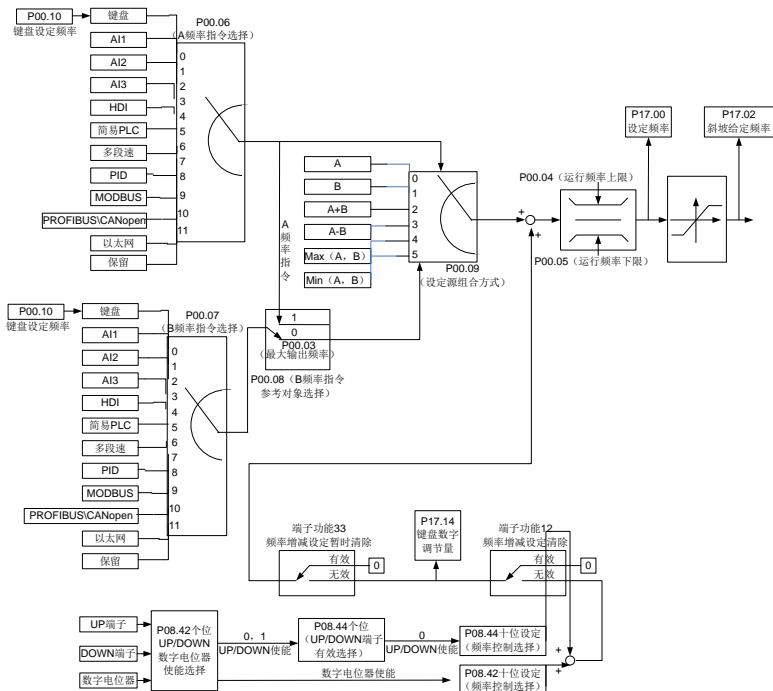 P00.10
键盘设定频率
键盘
AI1
AI2
AI3
HDI
简易PLC
多段速
PID
MODBUS
PROFIBUS\CANopen
以太网
保留
P00.06
（A频率指令选择）
0
1
2
3
4
5
6
7
8
9
10
11
A频率指令
A
B
A+B
A-B
Max（A，B）
Min（A，B）
0
1
2
3
4
5
P00.09
（设定源组合方式）
+
+
P00.04（运行频率上限）
P00.05（运行频率下限）
P17.00
设定频率
P17.02
斜坡给定频率
P00.10
键盘设定频率
键盘
AI1
AI2
AI3
HDI
简易PLC
多段速
PID
MODBUS
PROFIBUS\CANopen
以太网
保留
P00.07
（B频率指令选择）
0
1
2
3
4
5
6
7
8
9
10
11
1
0
P00.03
（最大输出频率）
P00.08（B频率指令
参考对象选择）
端子功能33
频率增减设定暂时清除
有效
无效
0
P17.14
键盘数字
调节量
端子功能12
频率增减设定清除
有效
无效
0
UP端子
DOWN端子
数字电位器
P08.42个位
UP/DOWN
数字电位器
使能选择
0，1
UP/DOWN使能
P08.44个位
（UP/DOWN端子
有效选择）
0
UP/DOWN使能
P08.44十位设定
（频率控制选择）
数字电位器使能
P08.42十位设定
（频率控制选择）
+
+